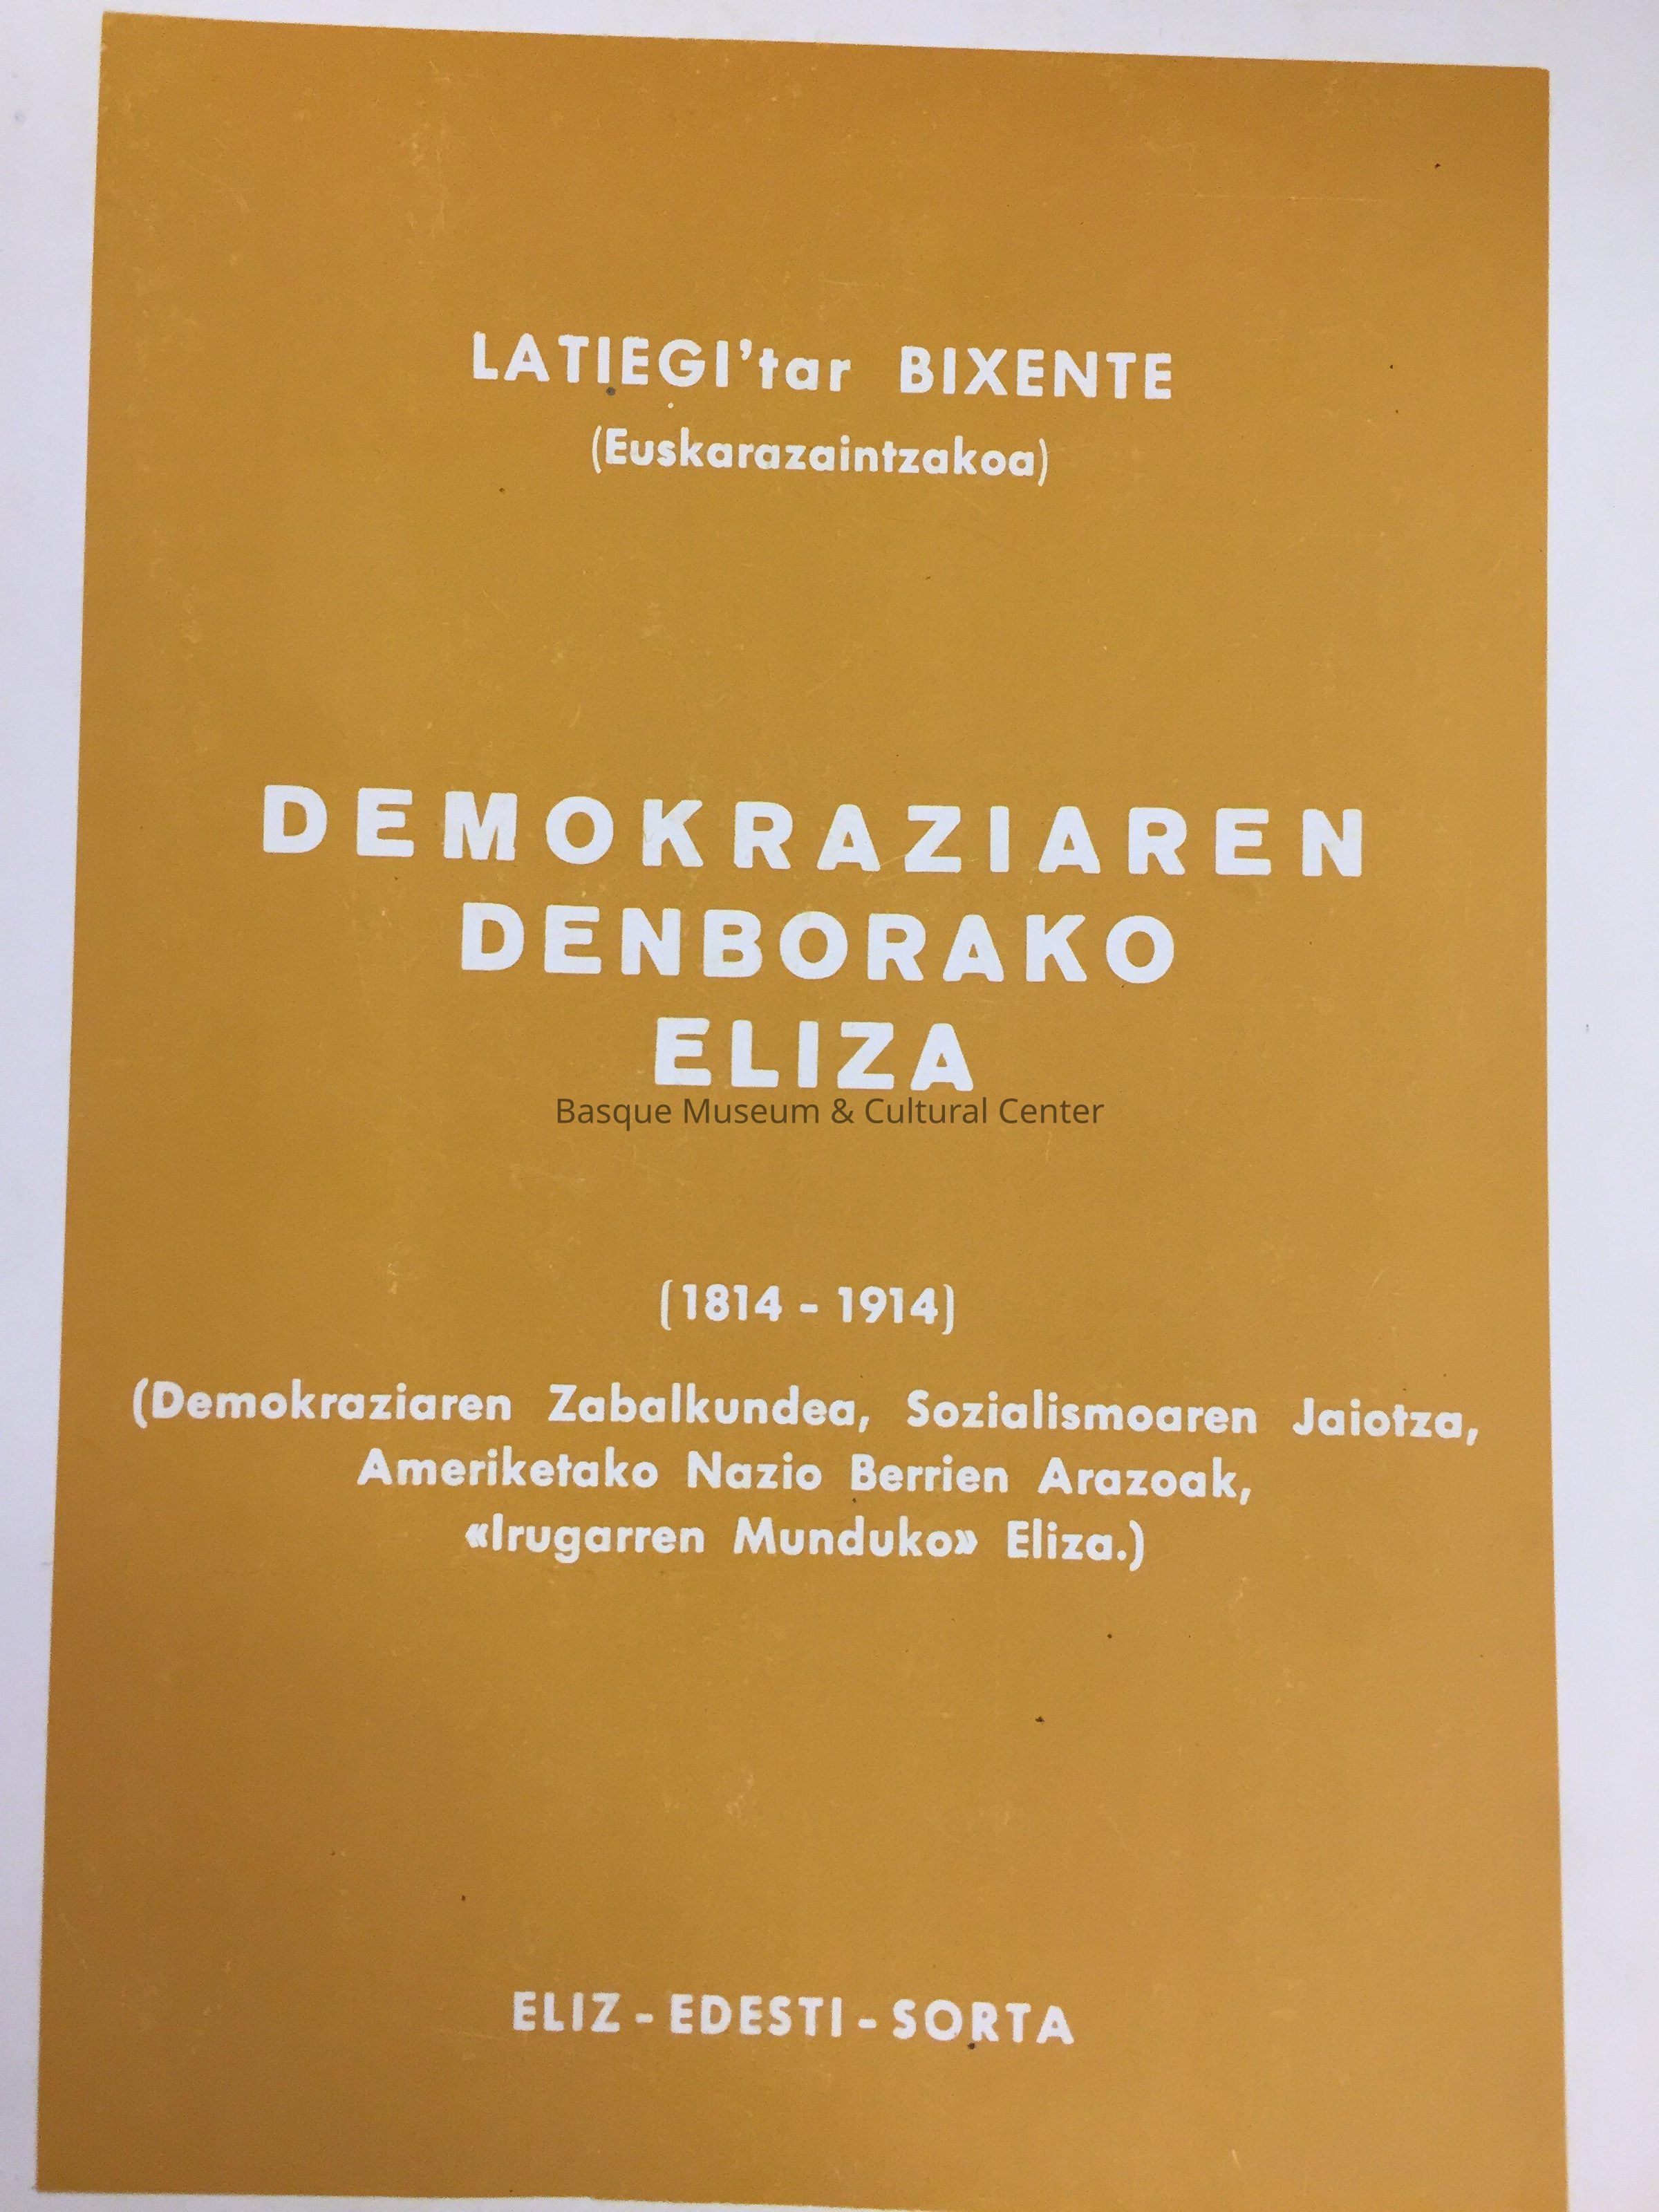 LATIEGI'tar BIXENTE
(Euskarazaintzakoa)
DEMOKRAZIAREN
DENBORAKO
ELIZA
Basque Museum & Cultural Center
(1814 - 1914)
(Demokraziaren Zabalkundea, Sozialismoaren Jaiotza,
Ameriketako Nazio Berrien Arazoak,
«Irugarren Munduko» Eliza.)
ELIZ - EDESTI - SORTA